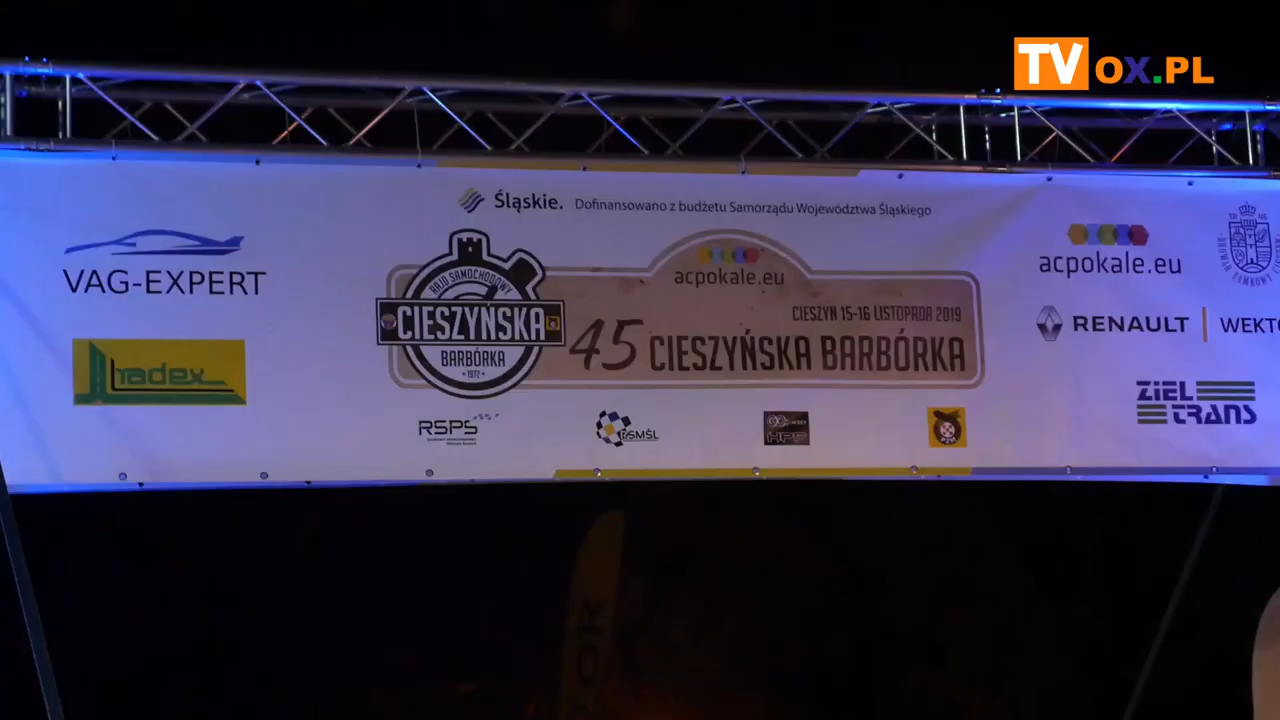 TVOX.PL
Śląskie. Dofinansowano z budżetu Samorządu Województwa Śląskiego
VAG-EXPERT
radex
RAJD SAMOCHODOWY
CIESZYŃSKA
BARBÓRKA
1972
acpokale.eu
CIESZYN 15-16 LISTOPADA 2019
45 CIESZYŃSKA BARBÓRKA
acpokale.eu
RENAULT
ZIEL
TRANS
RSPS
RSMŚL
HPP
PZM